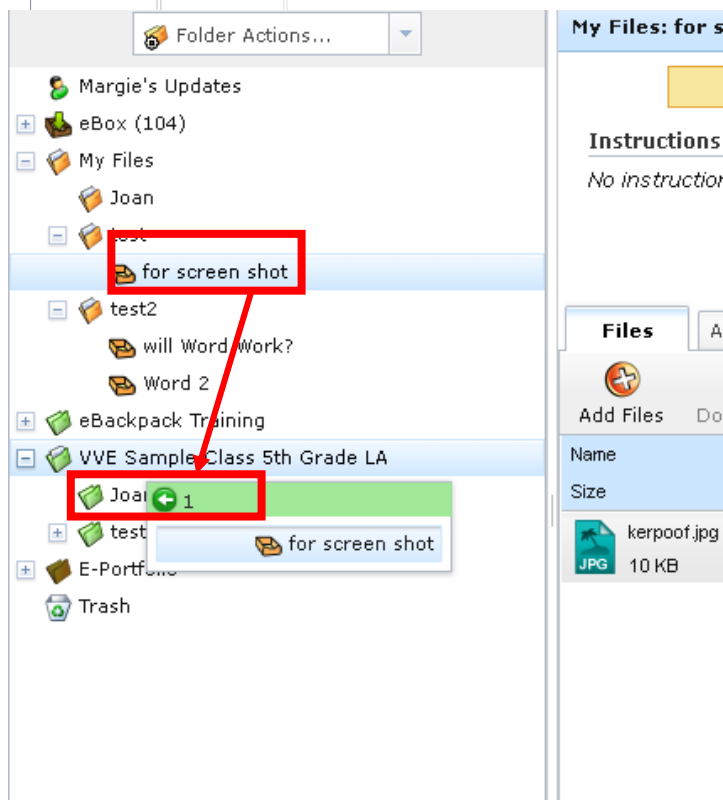 Folder Actions...
Margie's Updates
eBox (104)
My Files
Joan
test
for screen shot
test2
will Word Work?
Word 2
eBackpack Training
VVE Sample Class 5th Grade LA
1
test
for screen shot
Trash
My Files: for
Instructions
No
Files
Add Files
Name
Size
kerpoof.jpg
JPG
10 KB